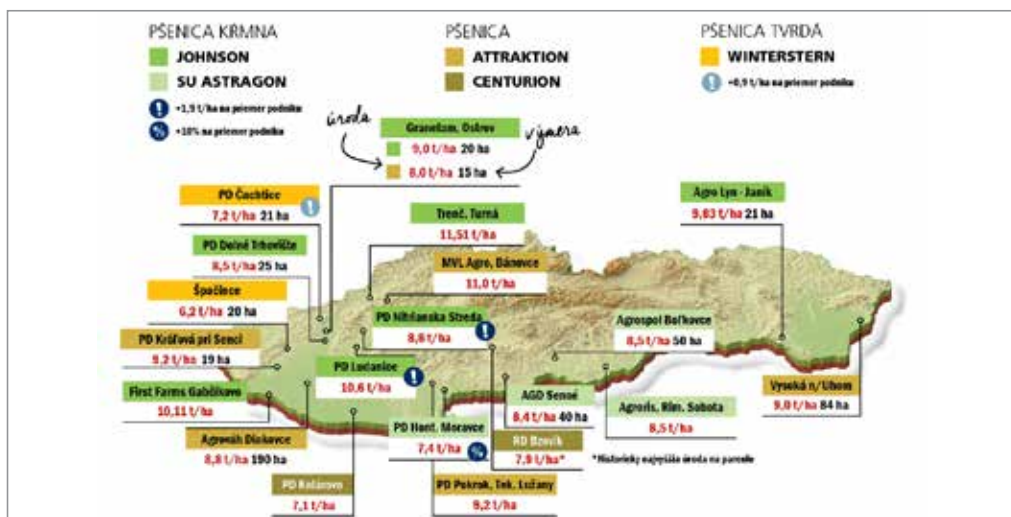 PŠENICA KRMNA
JOHNSON
SU ASTRAGON
+1,9 t/ha na priemer podniku
+10% na priemer podniku
PŠENICA
ATTRAKTION
CENTURION
PŠENICA TVRDÁ
WINTERSTERN
+0,9 t/ha na priemer podniku
úroda
výmera
Granelam, Ostrov
9,0 t/ha 20 ha
8,0 t/ha 15 ha
PD Čachtice
7,2 t/ha 21 ha
Trenč. Turná
11,51 t/ha
Agro Lyn - Janík
9,83 t/ha 21 ha
PD Dolné Trhovište
8,5 t/ha 25 ha
MVL Agro, Bánovce
11,0 t/ha
Špačince
6,2 t/ha 20 ha
PD Nitrianska Streda
8,8 t/ha
Agrospol Boľkovce
8,5 t/ha 50 ha
PD Kráľová pri Senci
9,2 t/ha 19 ha
PD Ludanice
10,6 t/ha
First Farms Gabčíkovo
10,11 t/ha
AGD Senné
8,4 t/ha 40 ha
Agroris, Rim. Sobota
8,5 t/ha
Vysoká n/Uhom
9,0 t/ha 84 ha
Agrováh Diakovce
8,8 t/ha 190 ha
PD Hont. Moravce
7,4 t/ha
RD Bzovík
7,9 t/ha*
*Historicky najvyššia úroda na parcele
PD Kolárovo
7,1 t/ha
PD Pokrok, Tek. Lužany
9,2 t/ha